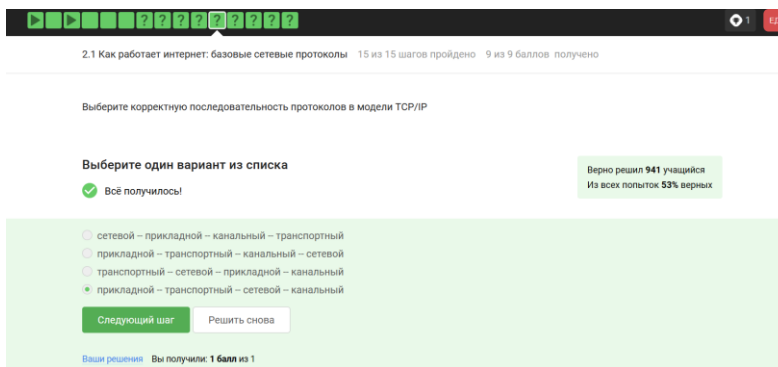 ? ? ? ? ? ? ? ? ?
1
ЕД
2.1 Как работает интернет: базовые сетевые протоколы 15 из 15 шагов пройдено 9 из 9 баллов получено
Выберите корректную последовательность протоколов в модели TCP/IP
Выберите один вариант из списка
Всё получилось!
Верно решил 941 учащийся
Из всех попыток 53% верных
сетевой – прикладной – канальный – транспортный
прикладной – транспортный – канальный – сетевой
транспортный – сетевой – прикладной – канальный
прикладной – транспортный – сетевой – канальный
Следующий шаг Решить снова
Ваши решения Вы получили: 1 балл из 1